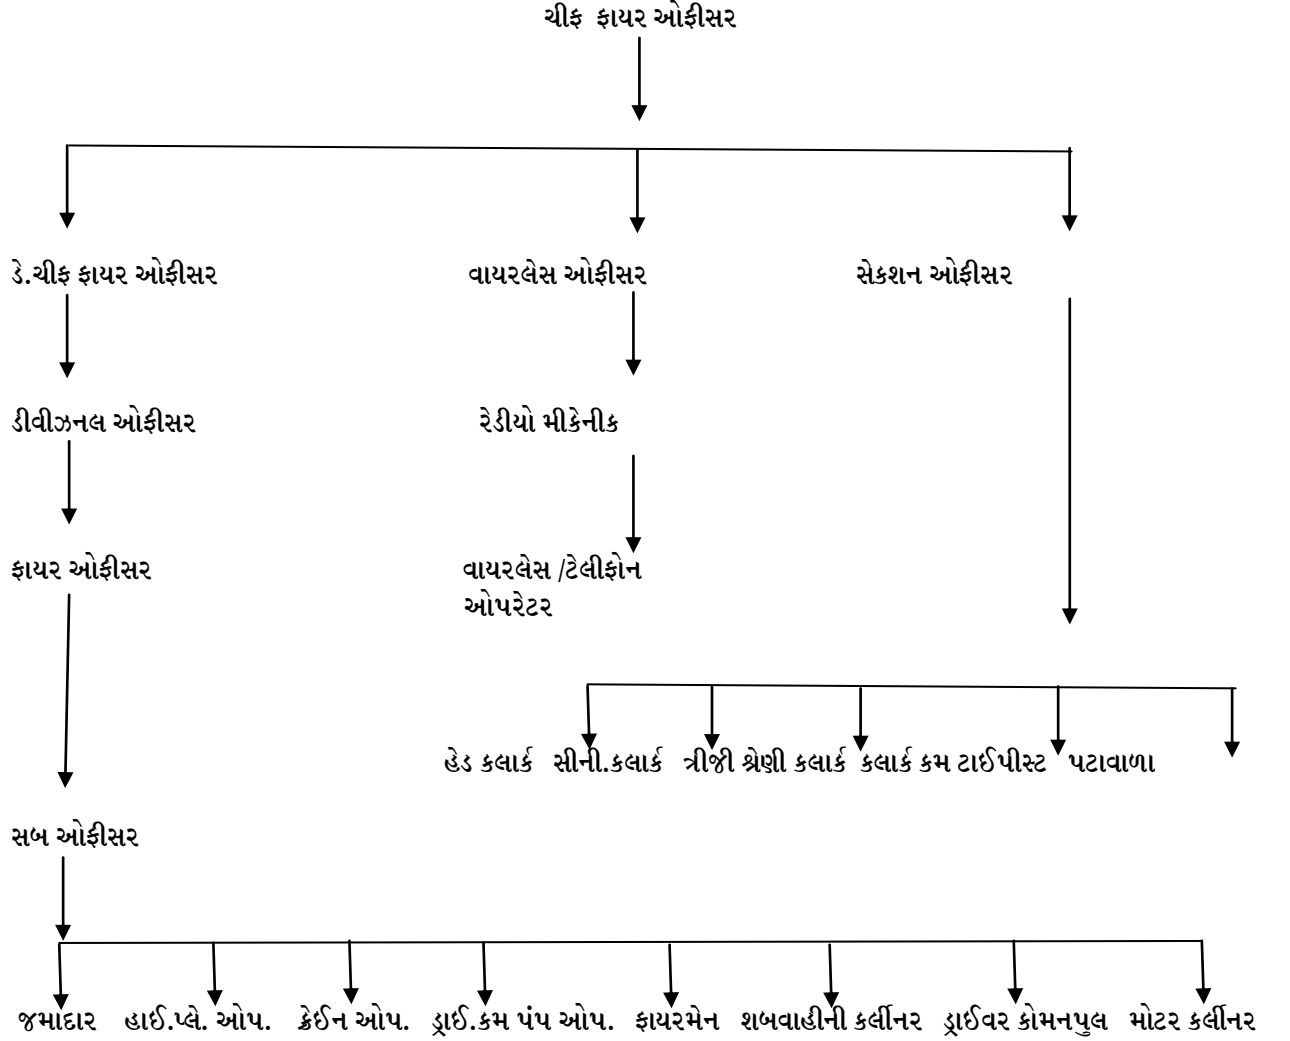 ચીફ ફાયર ઓફીસર
ડે.ચીફ ફાયર ઓફીસર વાયરલેસ ઓફીસર સેકશન ઓફીસર
ડીવીઝનલ ઓફીસર રેડીયો મીકેનીક
ફાયર ઓફીસર વાયરલેસ /ટેલીફોન
ઓપરેટર
હેડ કલાર્ક સીની.કલાર્ક ત્રીજી શ્રેણી કલાર્ક કલાર્ક કમ ટાઈપીસ્ટ પટાવાળા
સબ ઓફીસર
જમાદાર હાઈ.પ્લે. ઓપ. ક્રેઈન ઓપ. ડ્રાઈ.કમ પંપ ઓપ. ફાયરમેન શબવાહીની કર્લીનર ડ્રાઈવર કોમનપુલ મોટર કર્લીનર